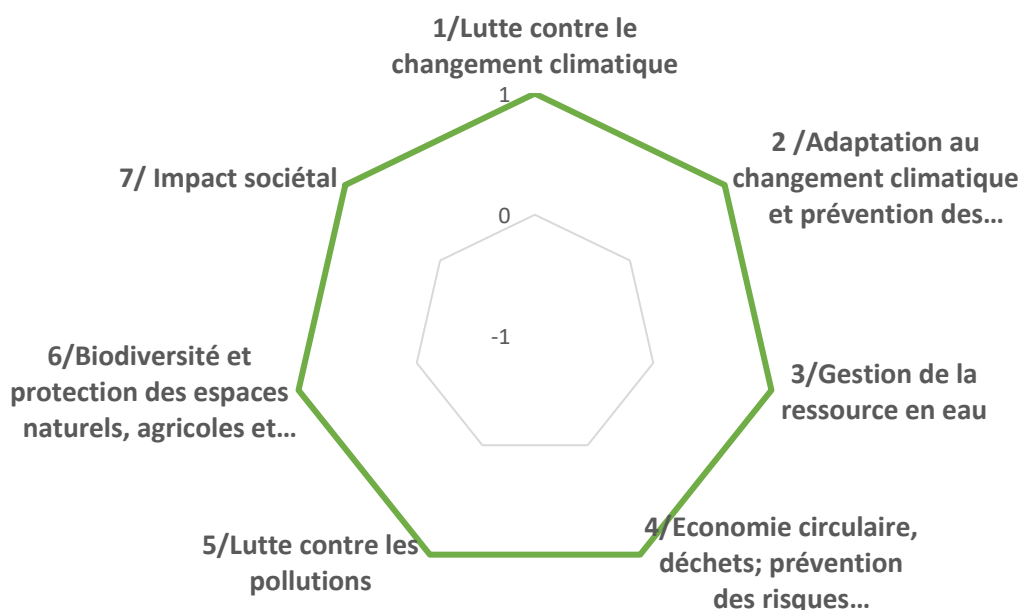 1/Lutte contre le
changement climatique
1
2 /Adaptation au
changement climatique
et prévention des…
7/ Impact sociétal
0
-1
6/Biodiversité et
protection des espaces
naturels, agricoles et…
3/Gestion de la
ressource en eau
5/Lutte contre les
pollutions
4/Economie circulaire,
déchets; prévention
des risques…